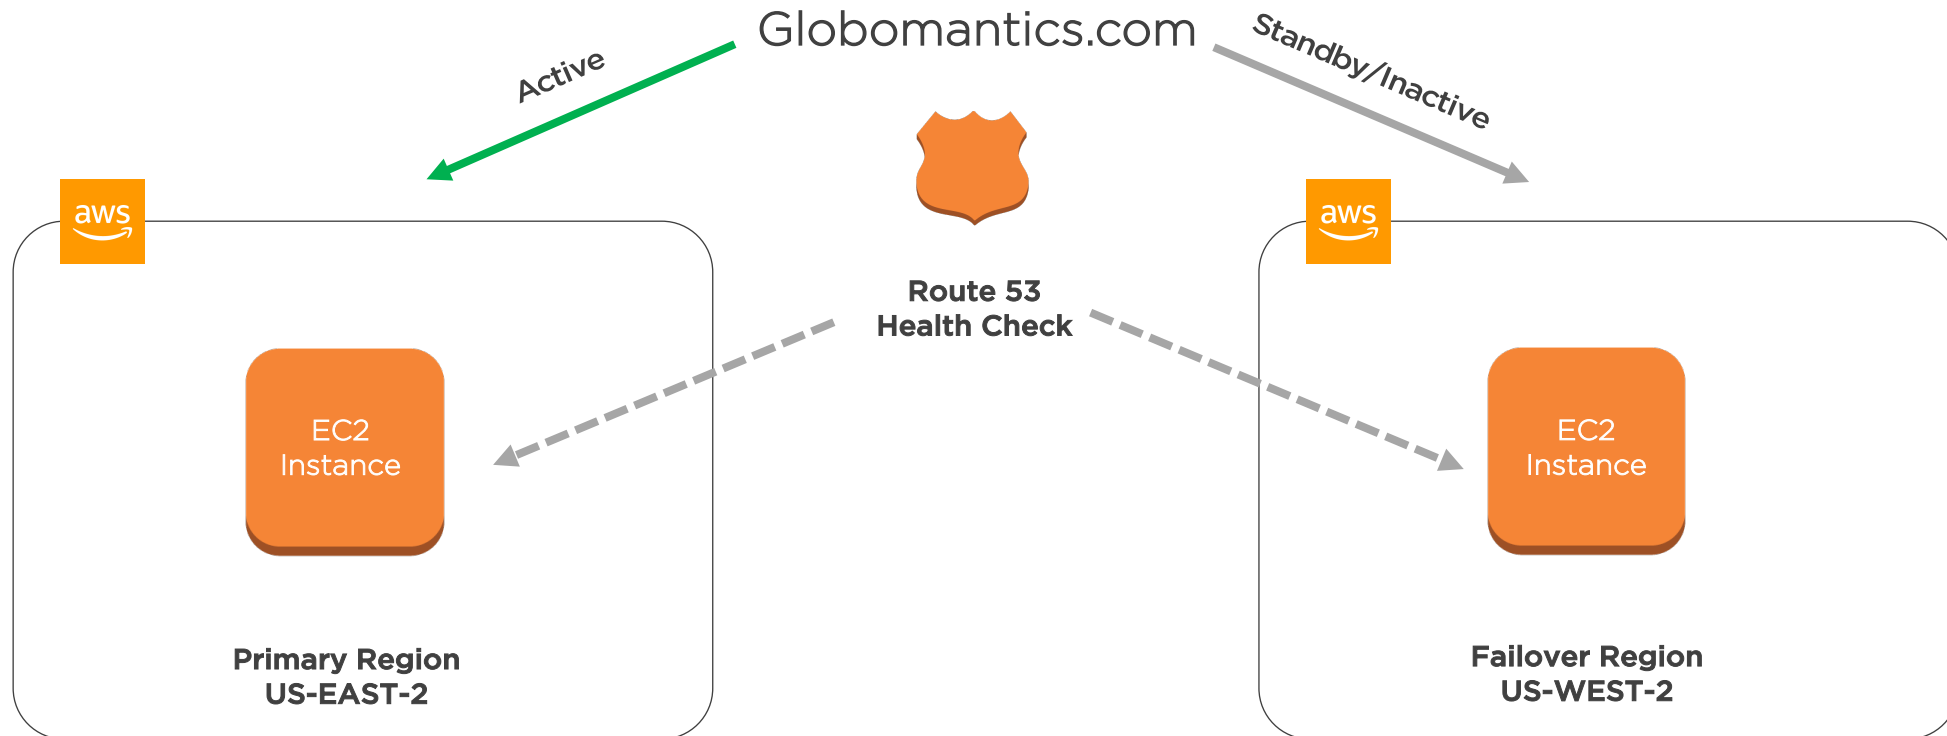 Globomantics.com
Active
Standby/Inactive
aws
aws
Route 53
Health Check
EC2
Instance
EC2
Instance
Primary Region
US-EAST-2
Failover Region
US-WEST-2